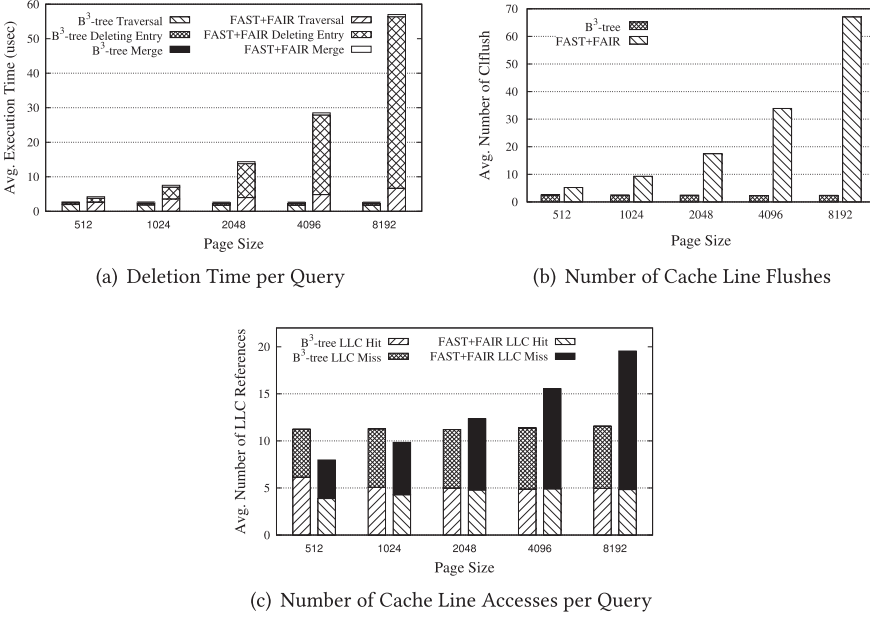 60
50
40
30
20
10
0
Avg. Execution Time (usec)
B³-tree Traversal
B³-tree Deleting Entry
B³-tree Merge
FAST+FAIR Traversal
FAST+FAIR Deleting Entry
FAST+FAIR Merge
512 1024 2048 4096 8192
Page Size
(a) Deletion Time per Query
70
60
50
40
30
20
10
0
Avg. Number of Clflush
B³-tree
FAST+FAIR
512 1024 2048 4096 8192
Page Size
(b) Number of Cache Line Flushes
20
15
10
5
0
Avg. Number of LLC References
B³-tree LLC Hit
B³-tree LLC Miss
FAST+FAIR LLC Hit
FAST+FAIR LLC Miss
512 1024 2048 4096 8192
Page Size
(c) Number of Cache Line Accesses per Query